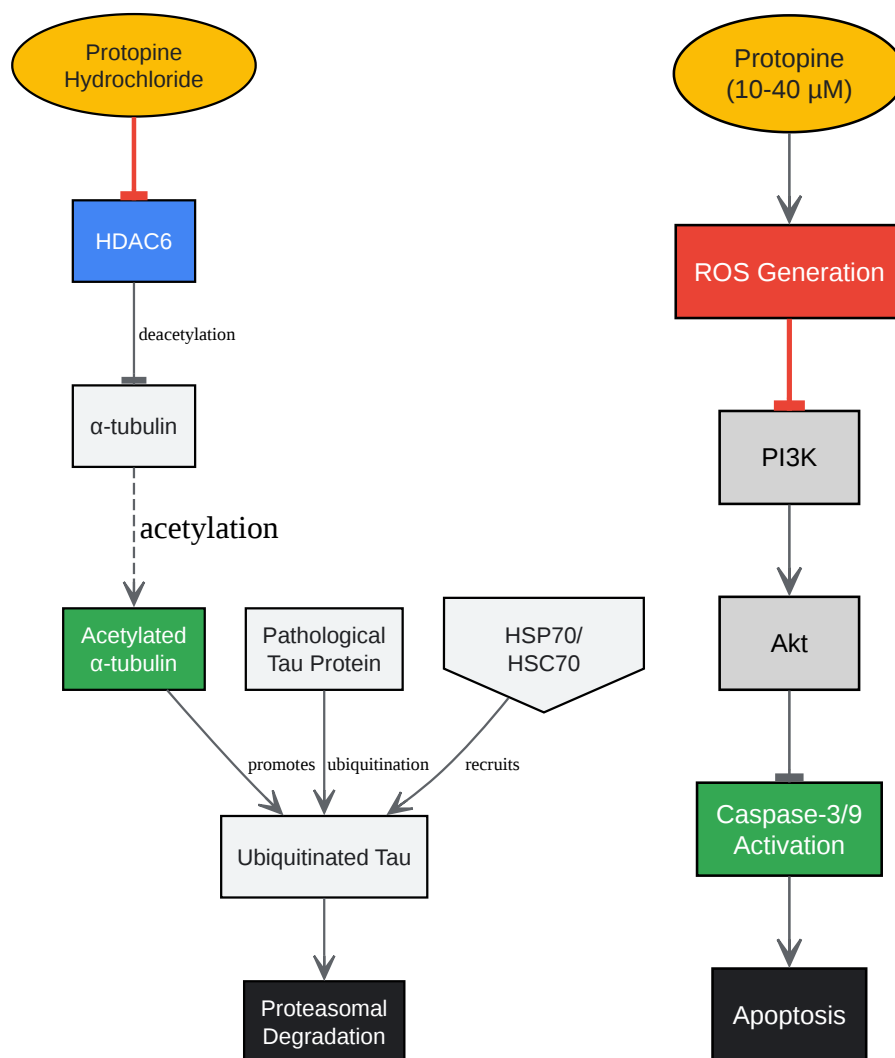 Protopine
Hydrochloride
HDAC6
deacetylation
α-tubulin
acetylation
Acetylated
α-tubulin
Pathological
Tau Protein
HSP70/
HSC70
promotes
ubiquitination
recruits
Ubiquitinated Tau
Proteasomal
Degradation
Protopine
(10-40 µM)
ROS Generation
PI3K
Akt
Caspase-3/9
Activation
Apoptosis